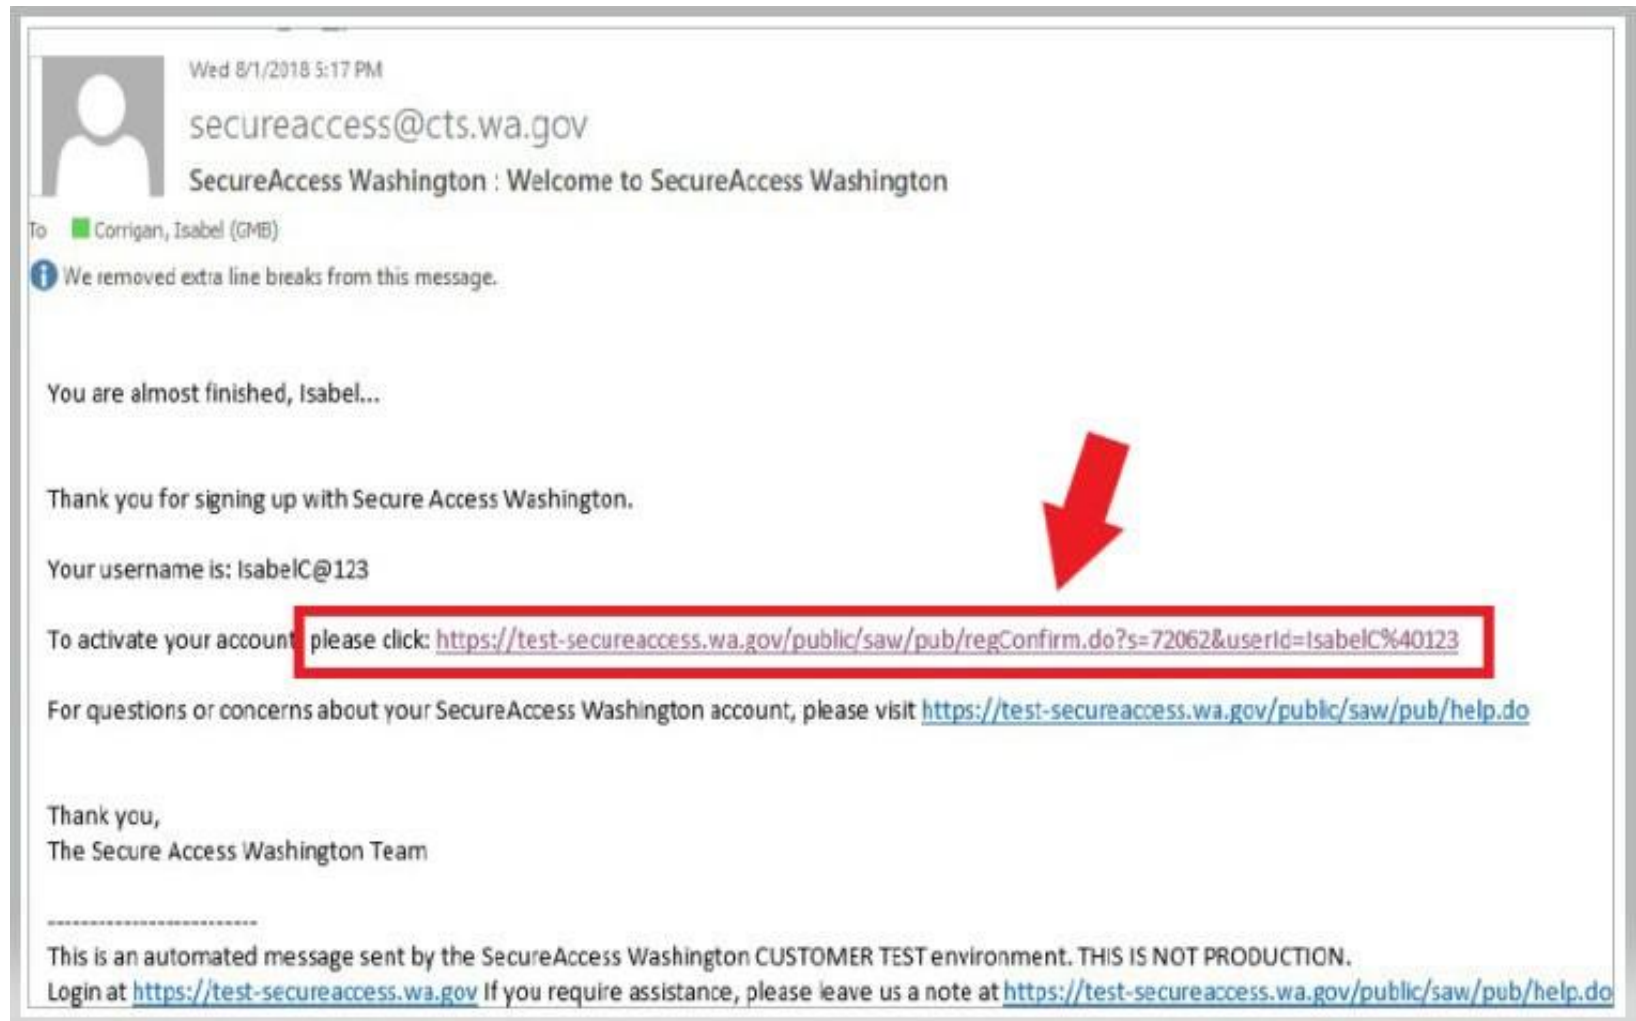 Wed 8/1/2018 5:17 PM
secureaccess@cts.wa.gov
SecureAccess Washington : Welcome to SecureAccess Washington
To Corrigan, Isabel (GMB)
We removed extra line breaks from this message.
You are almost finished, Isabel...
Thank you for signing up with Secure Access Washington.
Your username is: IsabelC@123
To activate your account please click: https://test-secureaccess.wa.gov/public/saw/pub/regConfirm.do?s=72062&userId=IsabelC%40123
For questions or concerns about your SecureAccess Washington account, please visit https://test-secureaccess.wa.gov/public/saw/pub/help.do
Thank you,
The Secure Access Washington Team
--------------------------
This is an automated message sent by the SecureAccess Washington CUSTOMER TEST environment. THIS IS NOT PRODUCTION.
Login at https://test-secureaccess.wa.gov If you require assistance, please leave us a note at https://test-secureaccess.wa.gov/public/saw/pub/help.do